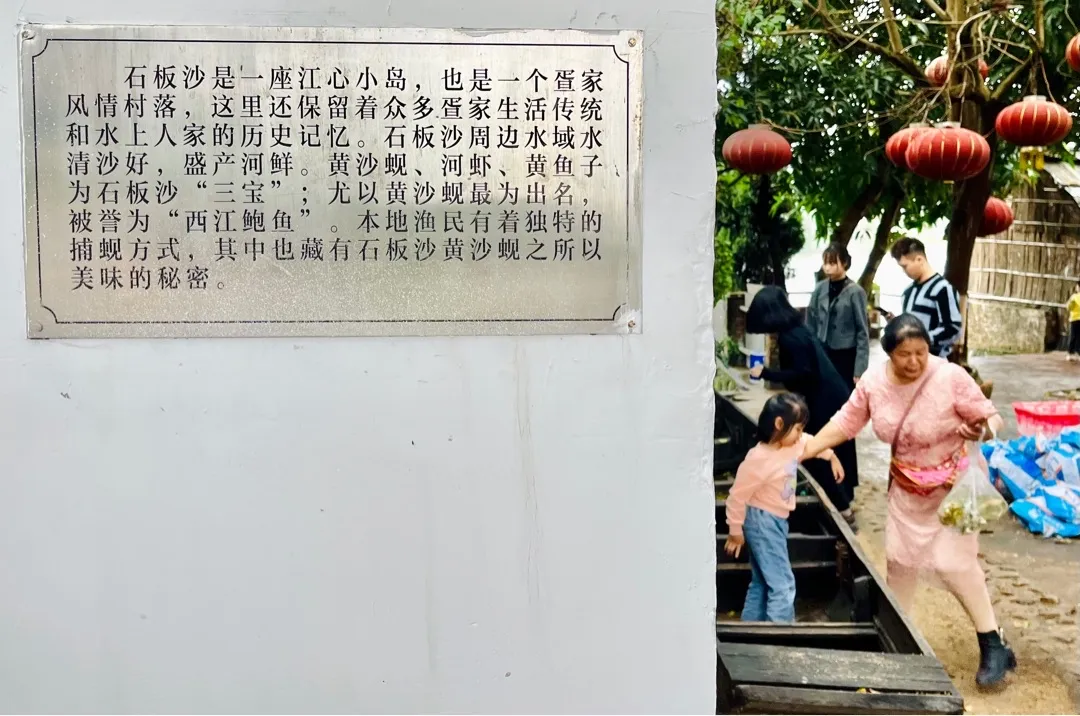 石板沙是一座江心小岛，也是一个疍家
风情村落，这里还保留着众多疍家生活传统
和水上人家的历史记忆。石板沙周边水域水
清沙好，盛产河鲜。黄沙蚬、河虾、黄鱼子
为石板沙“三宝”；尤以黄沙蚬最为出名，
被誉为“西江鲍鱼”。本地渔民有着独特的
捕蚬方式，其中也藏有石板沙黄沙蚬之所以
美味的秘密。